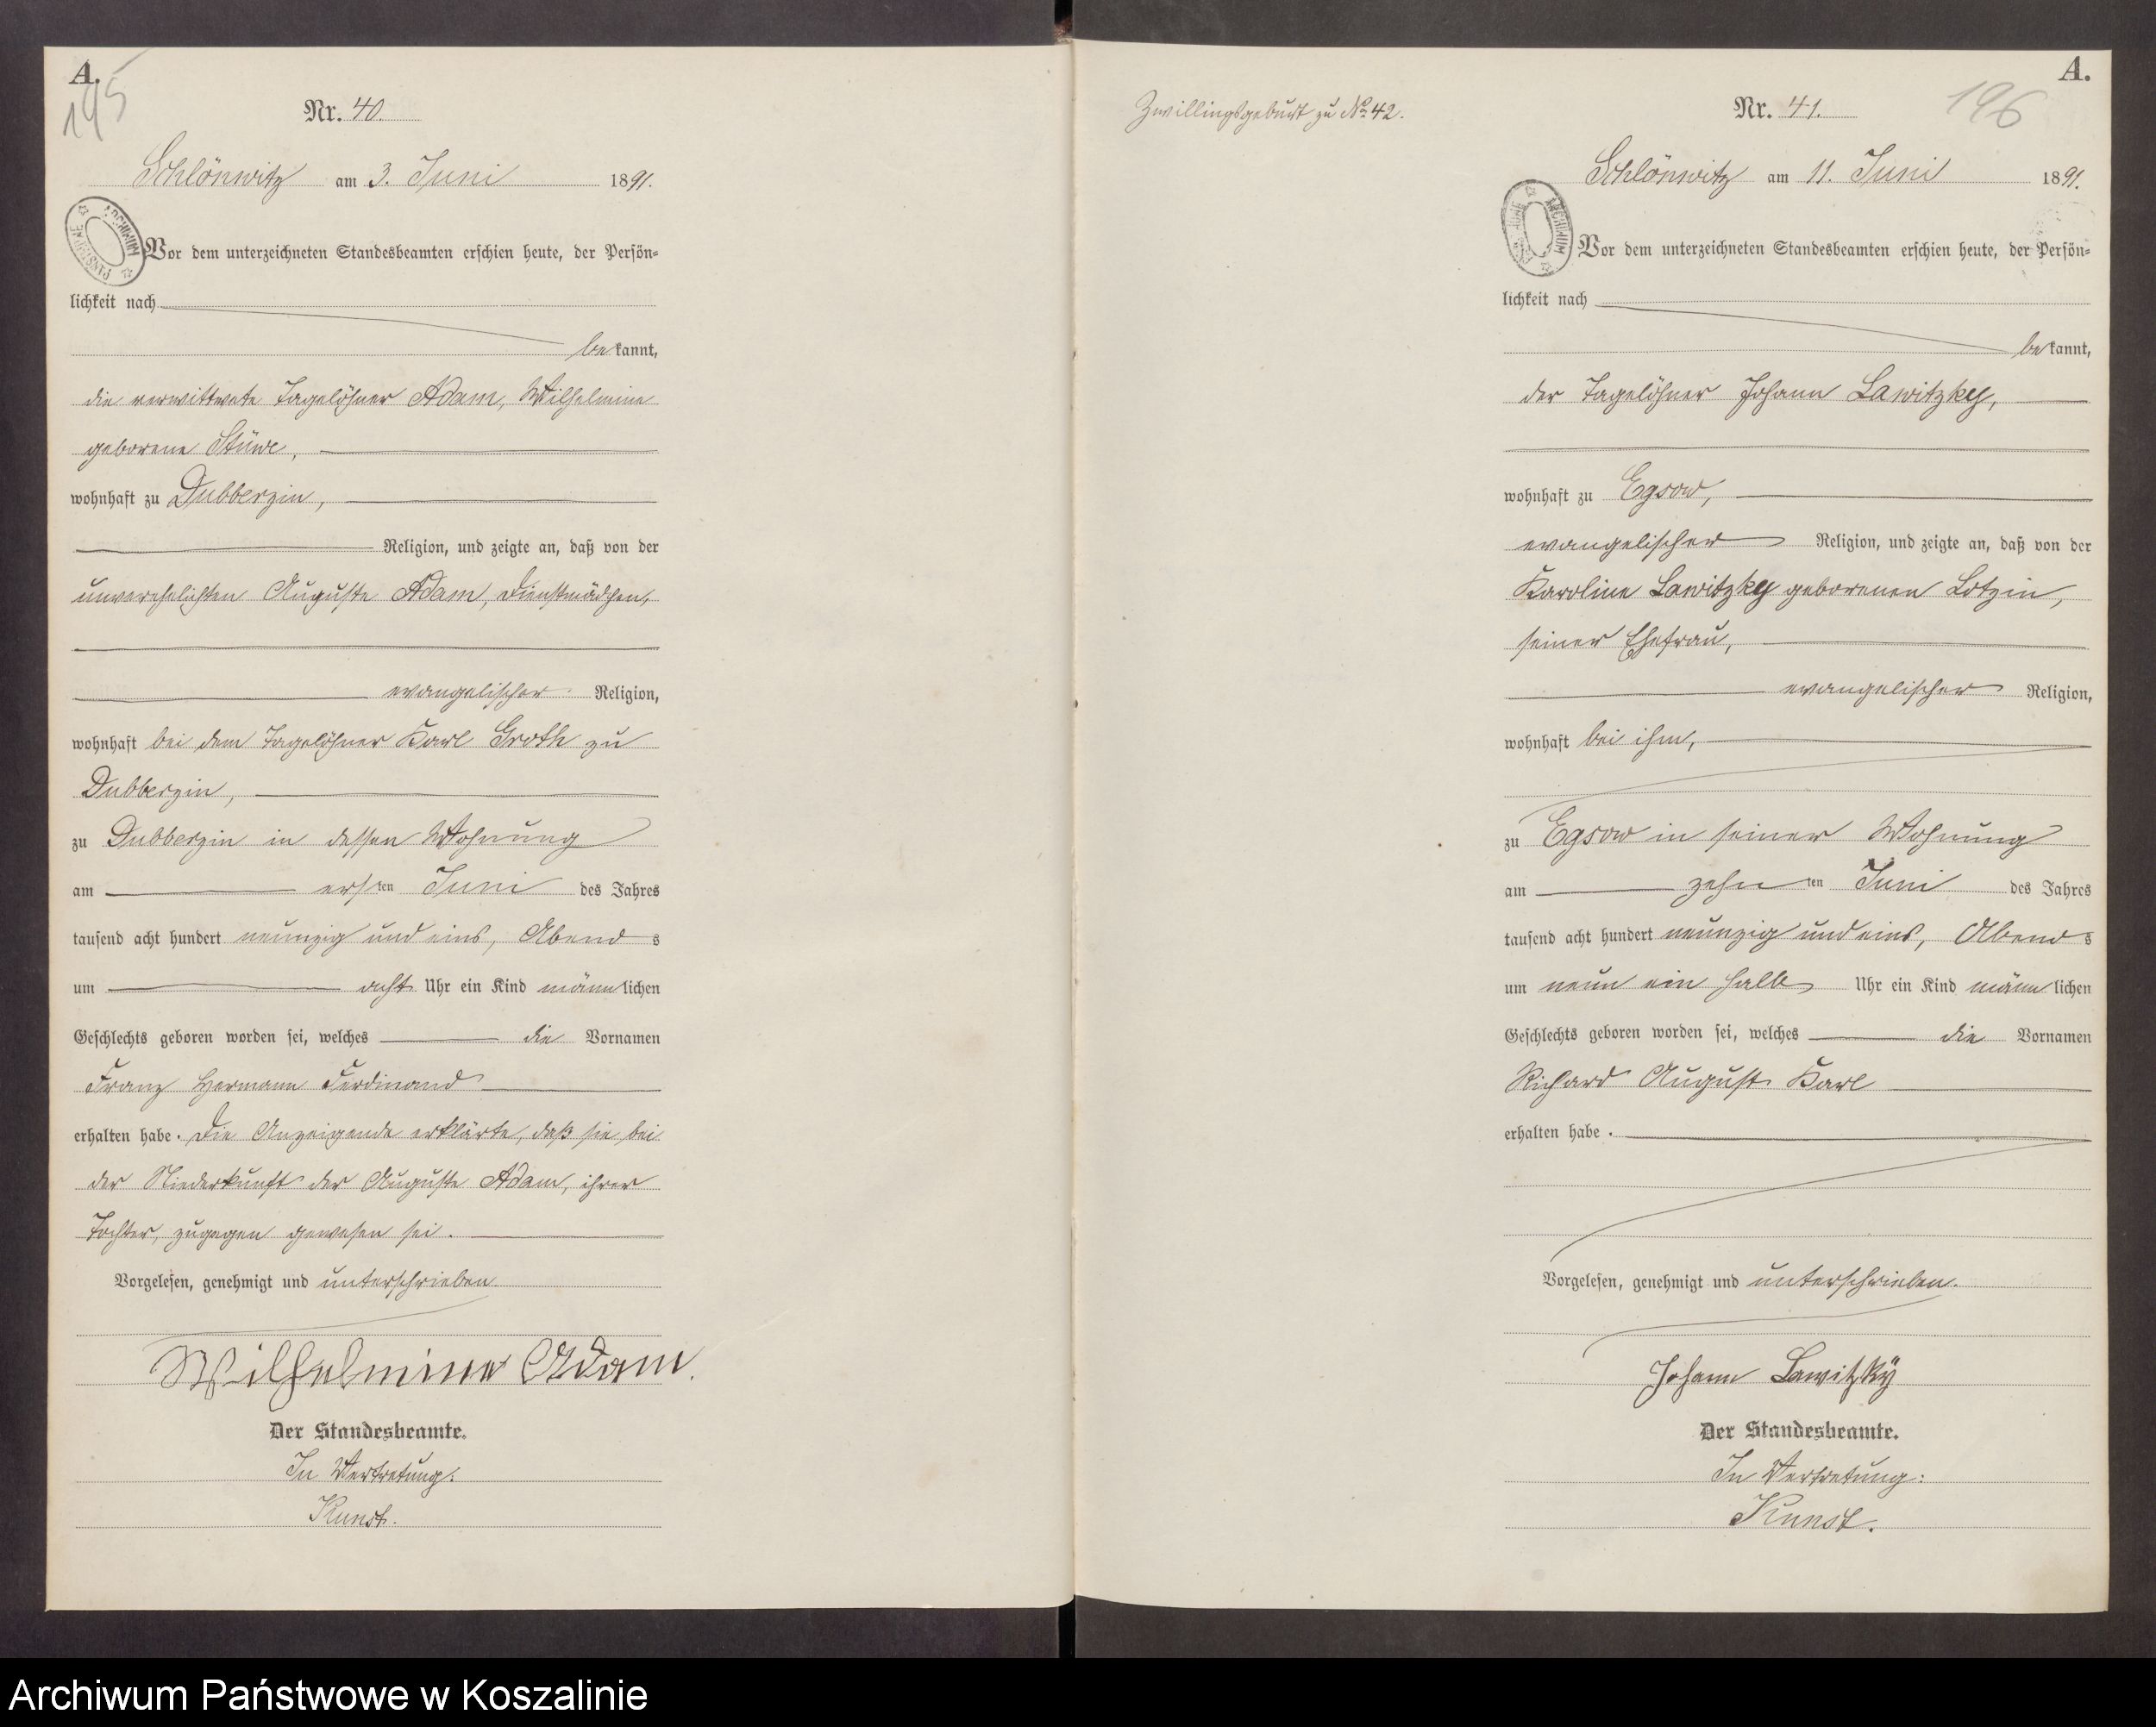 A.
195
Nr. 40.
Schlönwitz am 3. Juni 1891.
Vor dem unterzeichneten Standesbeamten erschien heute, der Persön-
lichkeit nach
bekannt,
die verwittwete Tagelöhner Adam, Wilhelmine
geborene Stüwe,
wohnhaft zu Dubberzin,
Religion, und zeigte an, daß von der
unverehelichten Auguste Adam, Dienstmädchen,
evangelischer Religion,
wohnhaft bei dem Tagelöhner Karl Groth zu
Dubberzin,
zu Dubberzin in dessen Wohnung
am ersten Juni des Jahres
tausend acht hundert neunzig und eins, Abends
um acht Uhr ein Kind männlichen
Geschlechts geboren worden sei, welches die Vornamen
Franz Hermann Ferdinand
erhalten habe. Die Anzeigende erklärte, daß sie bei
der Niederkunft der Auguste Adam, ihrer
Tochter, zugegen gewesen sei.
Vorgelesen, genehmigt und unterschrieben
Wilhelmine Adam.
Der Standesbeamte.
In Vertretung:
Kunst.
A.
196
Zwillingsgeburt zu No 42.
Nr. 41.
Schlönwitz am 11. Juni 1891.
Vor dem unterzeichneten Standesbeamten erschien heute, der Persön-
lichkeit nach
bekannt,
der Tagelöhner Johann Lawitzky,
wohnhaft zu Egsow,
evangelischer Religion, und zeigte an, daß von der
Karoline Lawitzky geborenen Lotzin,
seiner Ehefrau,
evangelischer Religion,
wohnhaft bei ihm,
zu Egsow in seiner Wohnung
am zehnten Juni des Jahres
tausend acht hundert neunzig und eins, Abends
um neun ein halb Uhr ein Kind männlichen
Geschlechts geboren worden sei, welches die Vornamen
Richard August Karl
erhalten habe.
Vorgelesen, genehmigt und unterschrieben.
Johann Lawitzky
Der Standesbeamte.
In Vertretung:
Kunst.
Archiwum Państwowe w Koszalinie